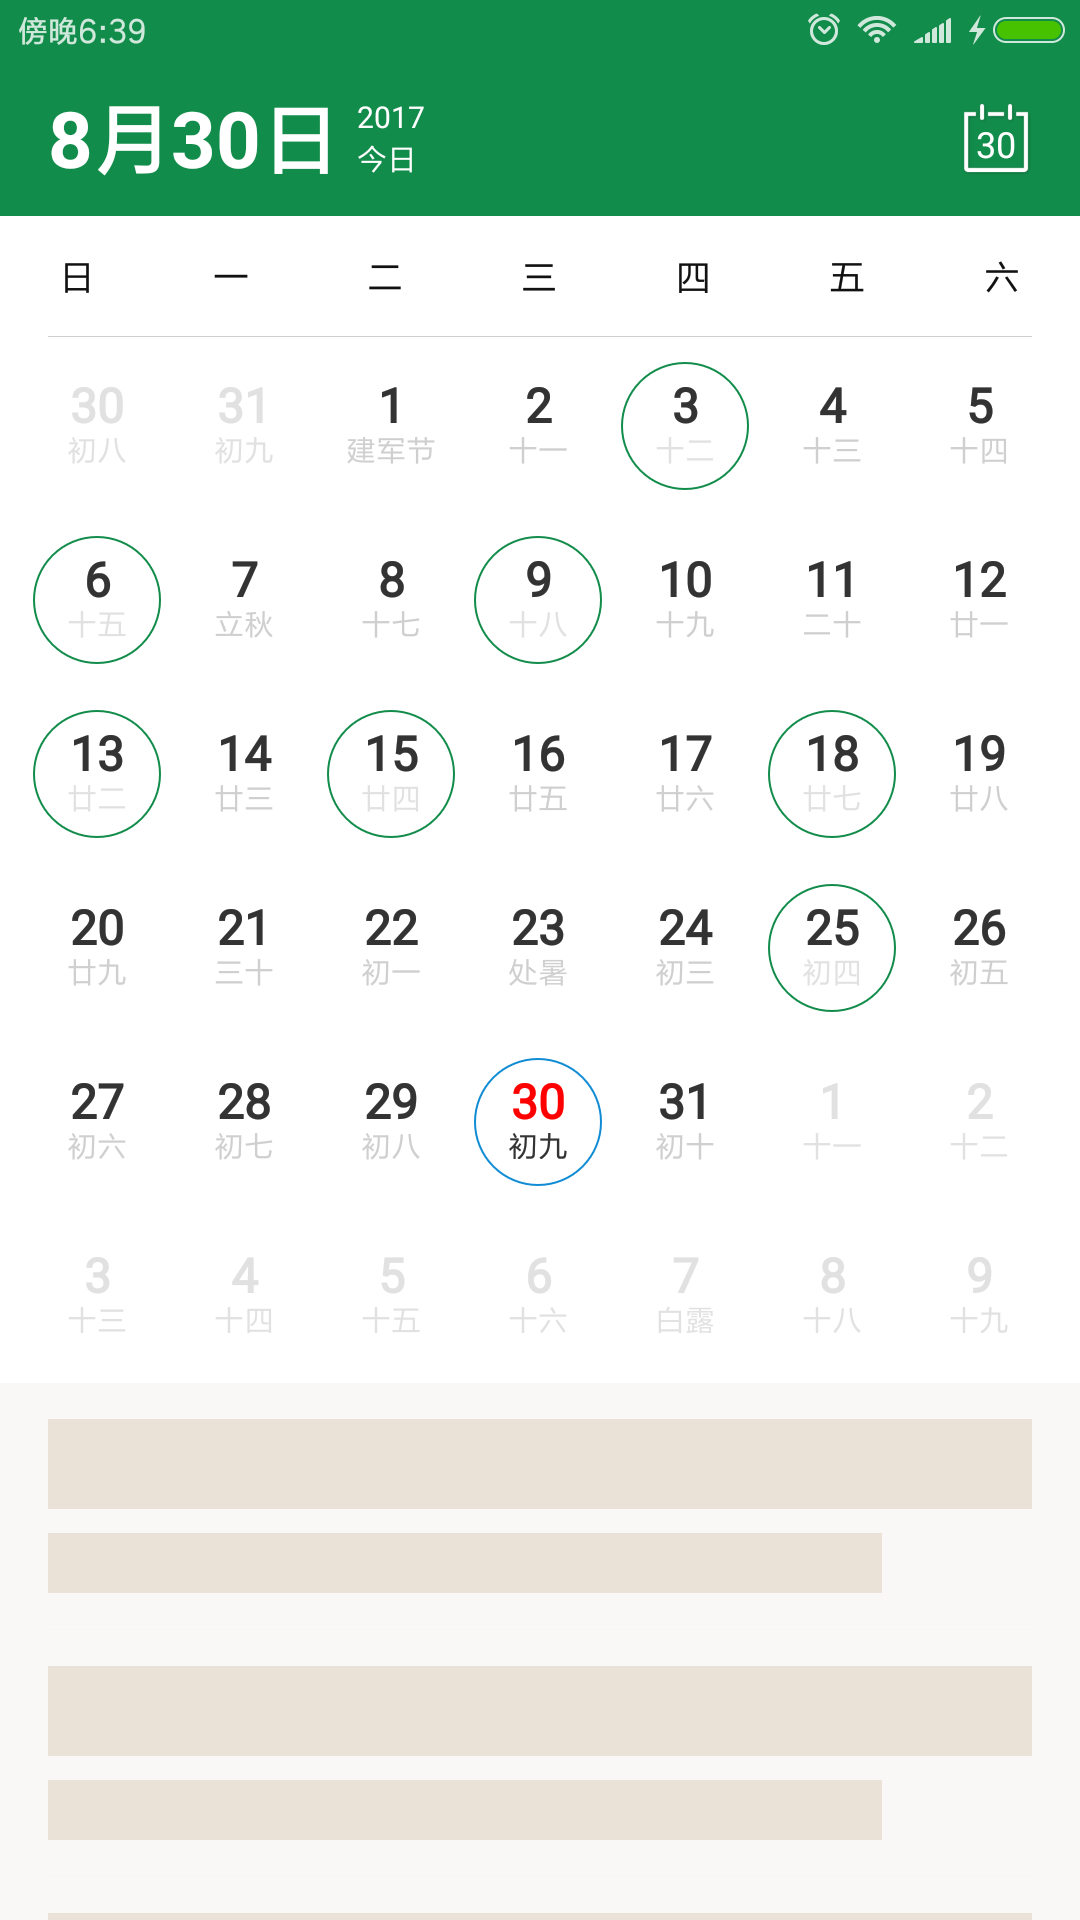 傍晚6:39
8月30日 2017
今日
30
日 一 二 三 四 五 六
30 31 1 2 3 4 5
初八 初九 建军节 十一 十二 十三 十四
6 7 8 9 10 11 12
十五 立秋 十七 十八 十九 二十 廿一
13 14 15 16 17 18 19
廿二 廿三 廿四 廿五 廿六 廿七 廿八
20 21 22 23 24 25 26
廿九 三十 初一 处暑 初三 初四 初五
27 28 29 30 31 1 2
初六 初七 初八 初九 初十 十一 十二
3 4 5 6 7 8 9
十三 十四 十五 十六 白露 十八 十九